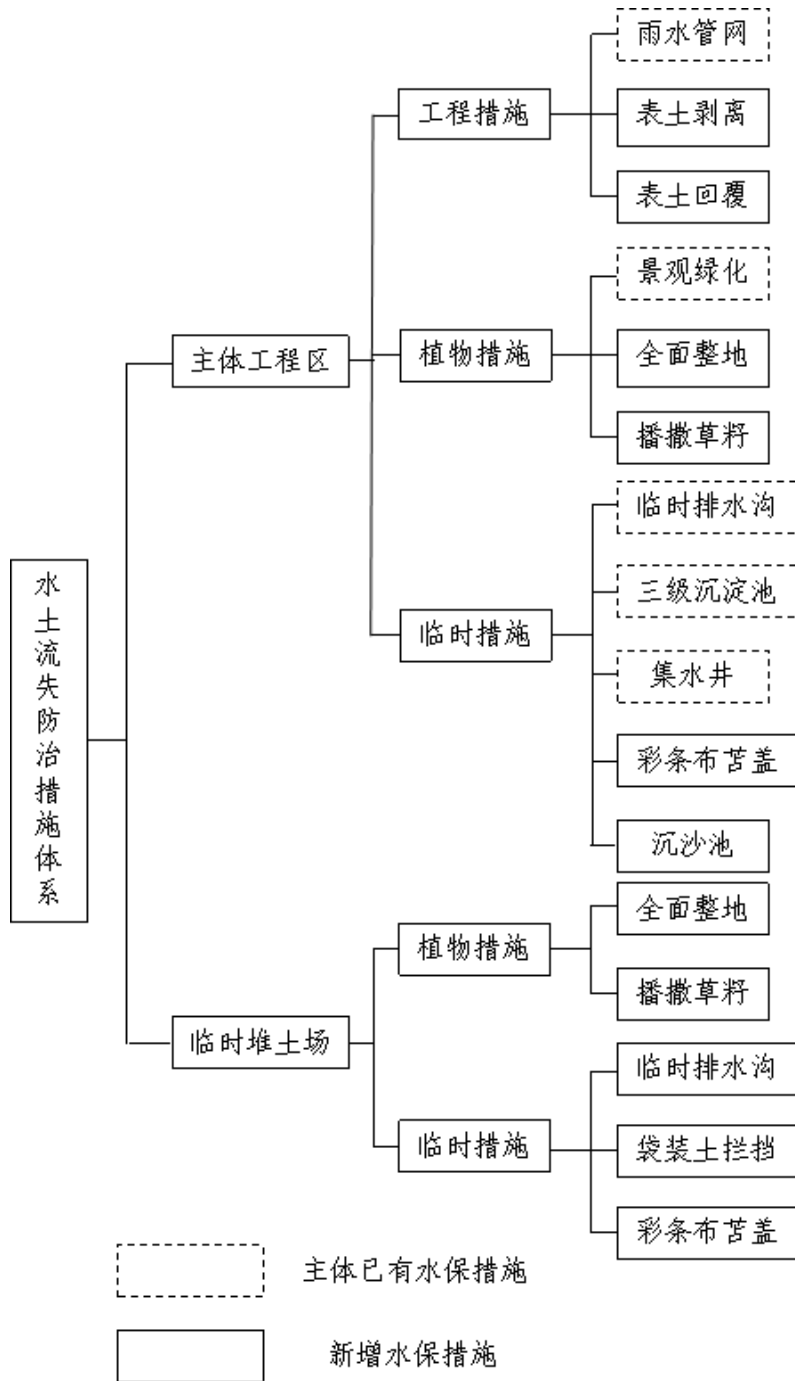 水土流失防治措施体系
主体工程区
工程措施
雨水管网
表土剥离
表土回覆
植物措施
景观绿化
全面整地
播撒草籽
临时措施
临时排水沟
三级沉淀池
集水井
彩条布苫盖
沉沙池
临时堆土场
植物措施
全面整地
播撒草籽
临时措施
临时排水沟
袋装土拦挡
彩条布苫盖
主体已有水保措施
新增水保措施